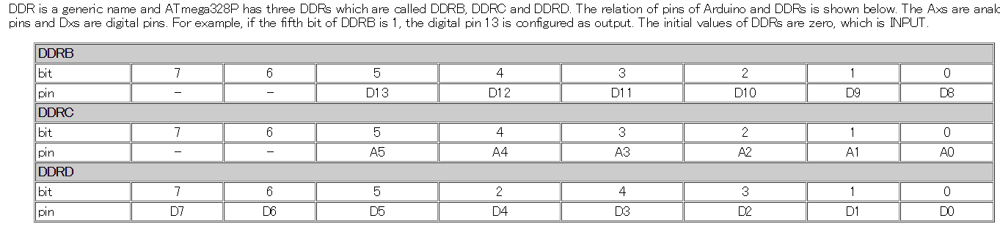 DDR is a generic name and ATmega328P has three DDRs which are called DDRB, DDRC and DDRD. The relation of pins of Arduino and DDRs is shown below. The Axs are
pins and Dxs are digital pins. For example, if the fifth bit of DDRB is 1, the digital pin 13 is configured as output. The initial values of DDRs are zero, which is INPUT.
DDRB
bit 7 6 5 4 3 2 1 0
pin - - D13 D12 D11 D10 D9 D8
DDRC
bit 7 6 5 4 3 2 1 0
pin - - A5 A4 A3 A2 A1 A0
DDRD
bit 7 6 5 2 4 3 1 0
pin D7 D6 D5 D4 D3 D2 D1 D0